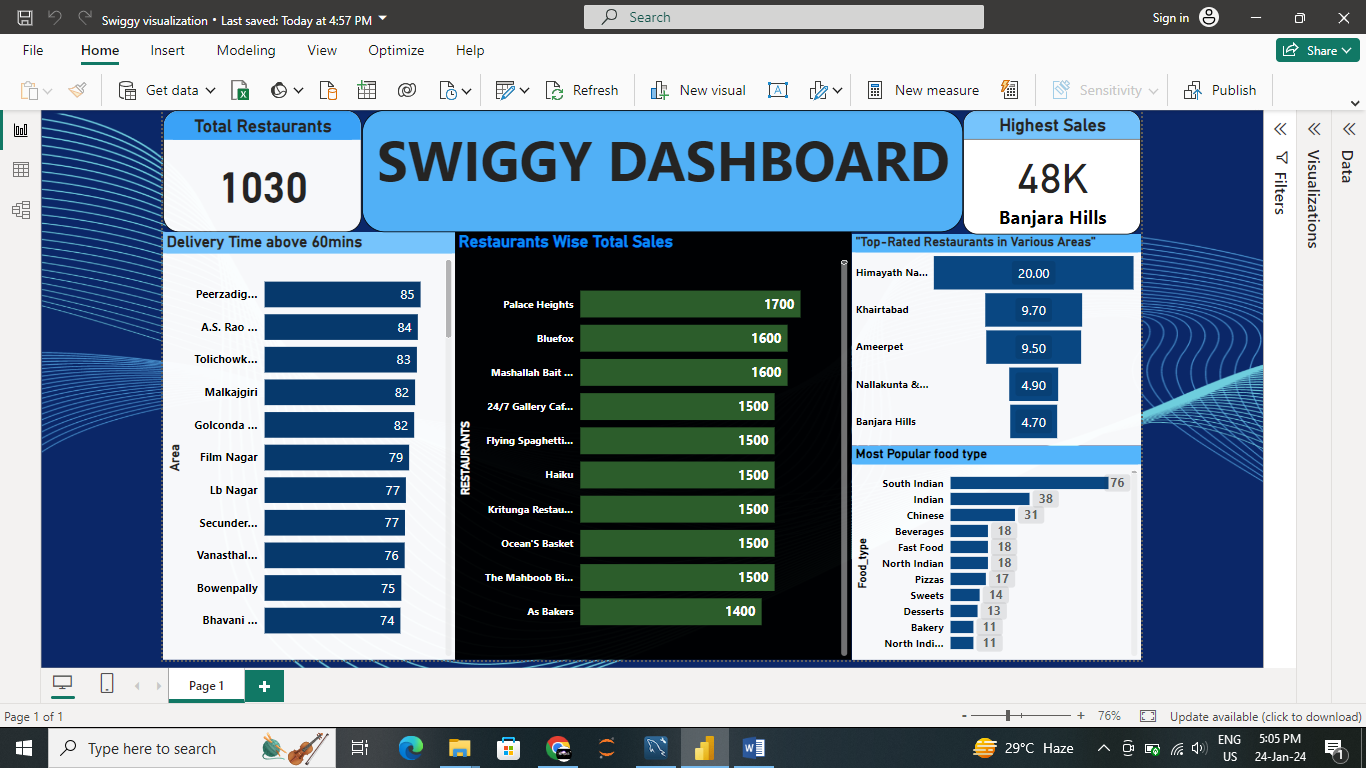 Swiggy visualization • Last saved: Today at 4:57 PM
Search
Sign in
File Home Insert Modeling View Optimize Help
Share
Get data
Refresh
New visual
New measure
Sensitivity
Publish
Total Restaurants
1030
SWIGGY DASHBOARD
Highest Sales
48K
Banjara Hills
Filters
Visualizations
Data
Delivery Time above 60mins
Area
Peerzadig... 85
A.S. Rao ... 84
Tolichowk... 83
Malkajgiri 82
Golconda ... 82
Film Nagar 79
Lb Nagar 77
Secunder... 77
Vanasthal... 76
Bowenpally 75
Bhavani ... 74
Restaurants Wise Total Sales
RESTAURANTS
Palace Heights 1700
Bluefox 1600
Mashallah Bait ... 1600
24/7 Gallery Caf... 1500
Flying Spaghetti... 1500
Haiku 1500
Kritunga Restau... 1500
Ocean'S Basket 1500
The Mahboob Bi... 1500
As Bakers 1400
"Top-Rated Restaurants in Various Areas"
Himayath Na... 20.00
Khairtabad 9.70
Ameerpet 9.50
Nallakunta &... 4.90
Banjara Hills 4.70
Most Popular food type
Food_type
South Indian 76
Indian 38
Chinese 31
Beverages 18
Fast Food 18
North Indian 18
Pizzas 17
Sweets 14
Desserts 13
Bakery 11
North Indi... 11
Page 1
Page 1 of 1
- + 76%
Update available (click to download)
Type here to search
29°C Haze
ENG
US
5:05 PM
24-Jan-24
1